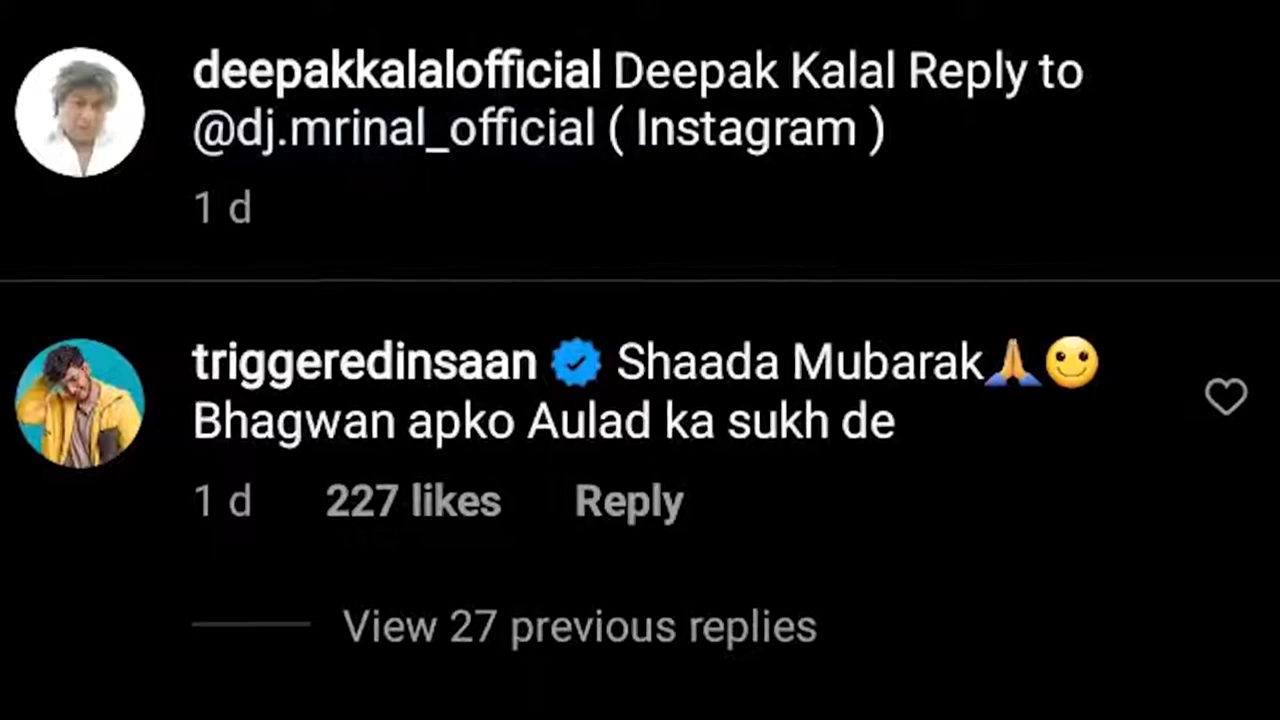 deepakkalalofficial Deepak Kalal Reply to
@dj.mrinal_official ( Instagram )
1 d
triggeredinsaan Shaada Mubarak🙏🙂
Bhagwan apko Aulad ka sukh de
1 d 227 likes Reply
View 27 previous replies